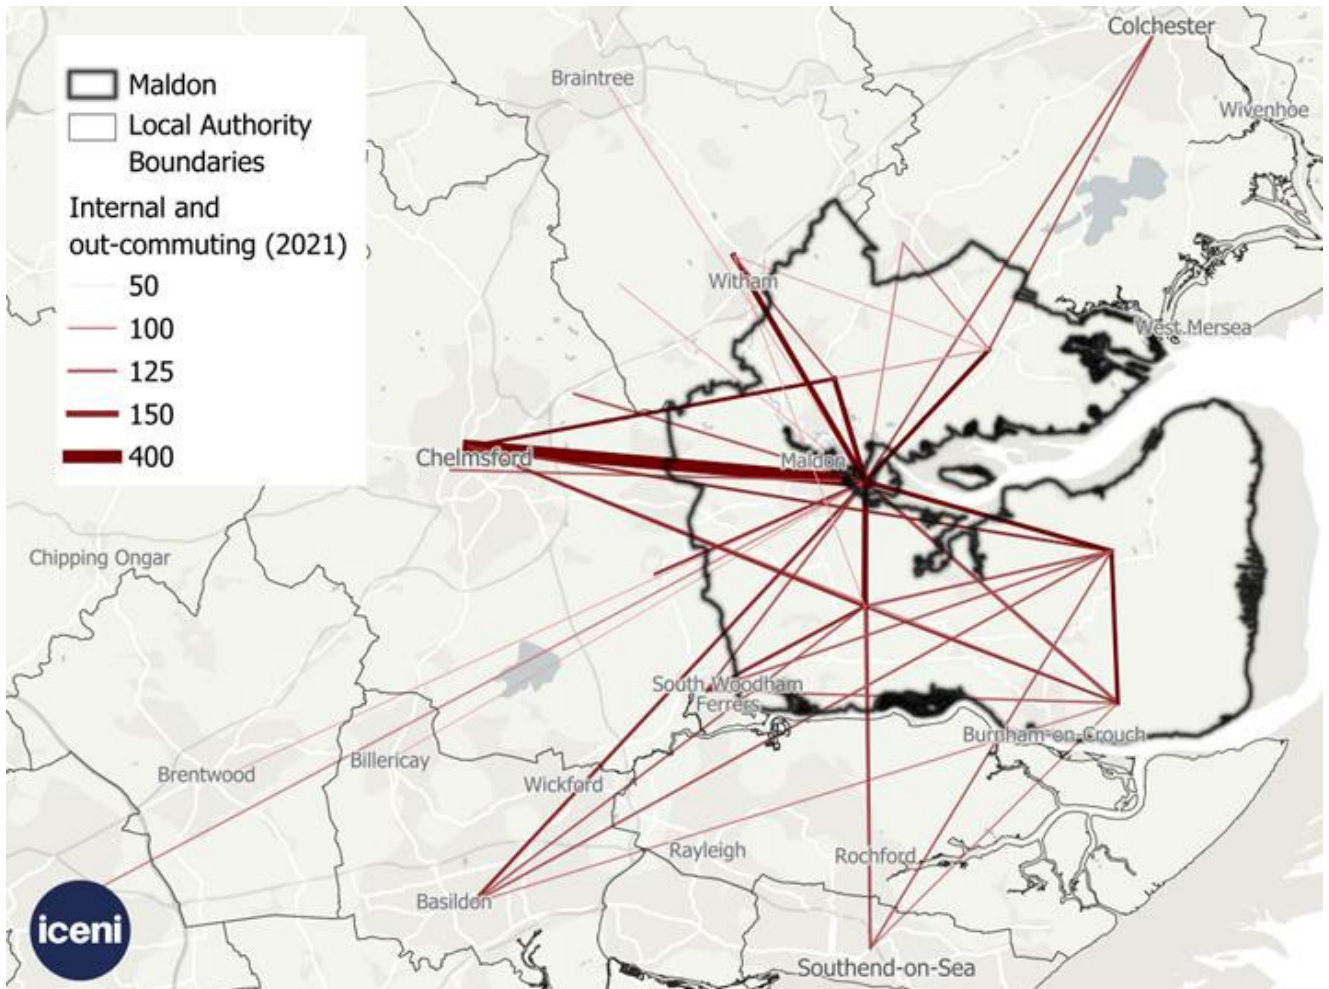 Colchester
Braintree
Wivenhoe
Maldon
Local Authority
Boundaries
Internal and
out-commuting (2021)
50
100
125
150
400
Witham
West Mersea
Chelmsford
Maldon
Chipping Ongar
South Woodham
Ferrers
Burnham-on-Crouch
Brentwood
Billericay
Wickford
Rayleigh
Rochford
Basildon
iceni
Southend-on-Sea